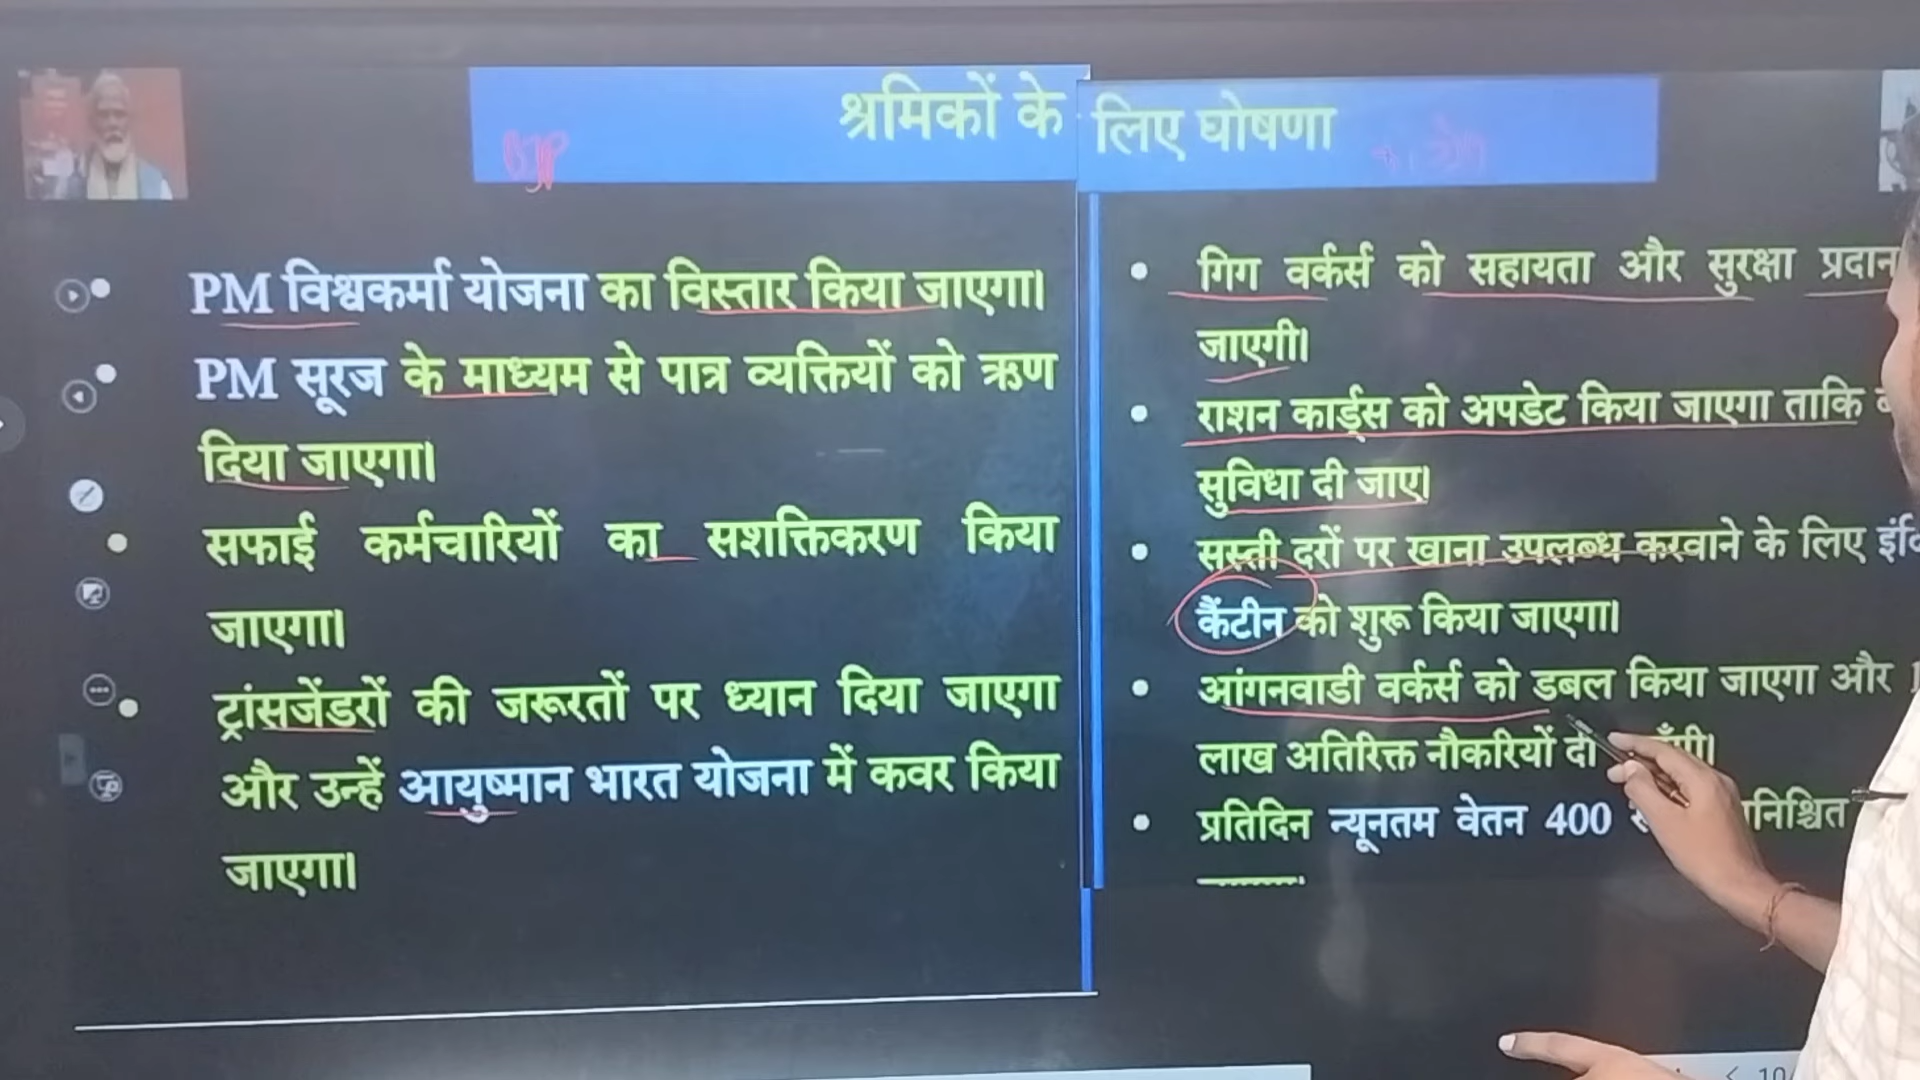 श्रमिकों के लिए घोषणा
BJP
PM विश्वकर्मा योजना का विस्तार किया जाएगा।
PM सूरज के माध्यम से पात्र व्यक्तियों को ऋण
दिया जाएगा।
सफाई कर्मचारियों का सशक्तिकरण किया
जाएगा।
ट्रांसजेंडरों की जरूरतों पर ध्यान दिया जाएगा
और उन्हें आयुष्मान भारत योजना में कवर किया
जाएगा।
गिग वर्कर्स को सहायता और सुरक्षा प्रदान
जाएगी।
राशन कार्ड्स को अपडेट किया जाएगा ताकि
सुविधा दी जाए।
सस्ती दरों पर खाना उपलब्ध करवाने के लिए
कैंटीन को शुरू किया जाएगा।
आंगनवाडी वर्कर्स को डबल किया जाएगा और
लाख अतिरिक्त नौकरियों दी
प्रतिदिन न्यूनतम वेतन 400